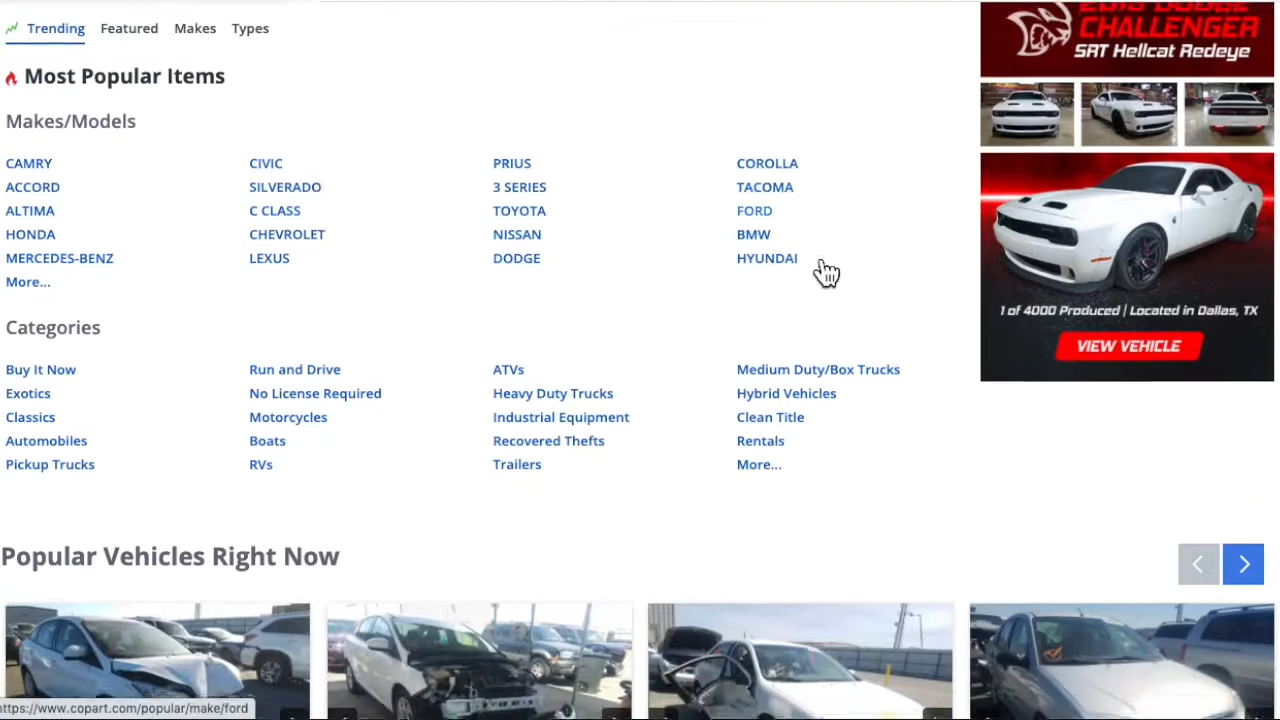 Trending Featured Makes Types
Most Popular Items
Makes/Models
CAMRY CIVIC PRIUS COROLLA
ACCORD SILVERADO 3 SERIES TACOMA
ALTIMA C CLASS TOYOTA FORD
HONDA CHEVROLET NISSAN BMW
MERCEDES-BENZ LEXUS DODGE HYUNDAI
More...
Categories
Buy It Now Run and Drive ATVs Medium Duty/Box Trucks
Exotics No License Required Heavy Duty Trucks Hybrid Vehicles
Classics Motorcycles Industrial Equipment Clean Title
Automobiles Boats Recovered Thefts Rentals
Pickup Trucks RVs Trailers More...
CHALLENGER
SRT Hellcat Redeye
1 of 4000 Produced | Located in Dallas, TX
VIEW VEHICLE
Popular Vehicles Right Now
https://www.copart.com/popular/make/ford